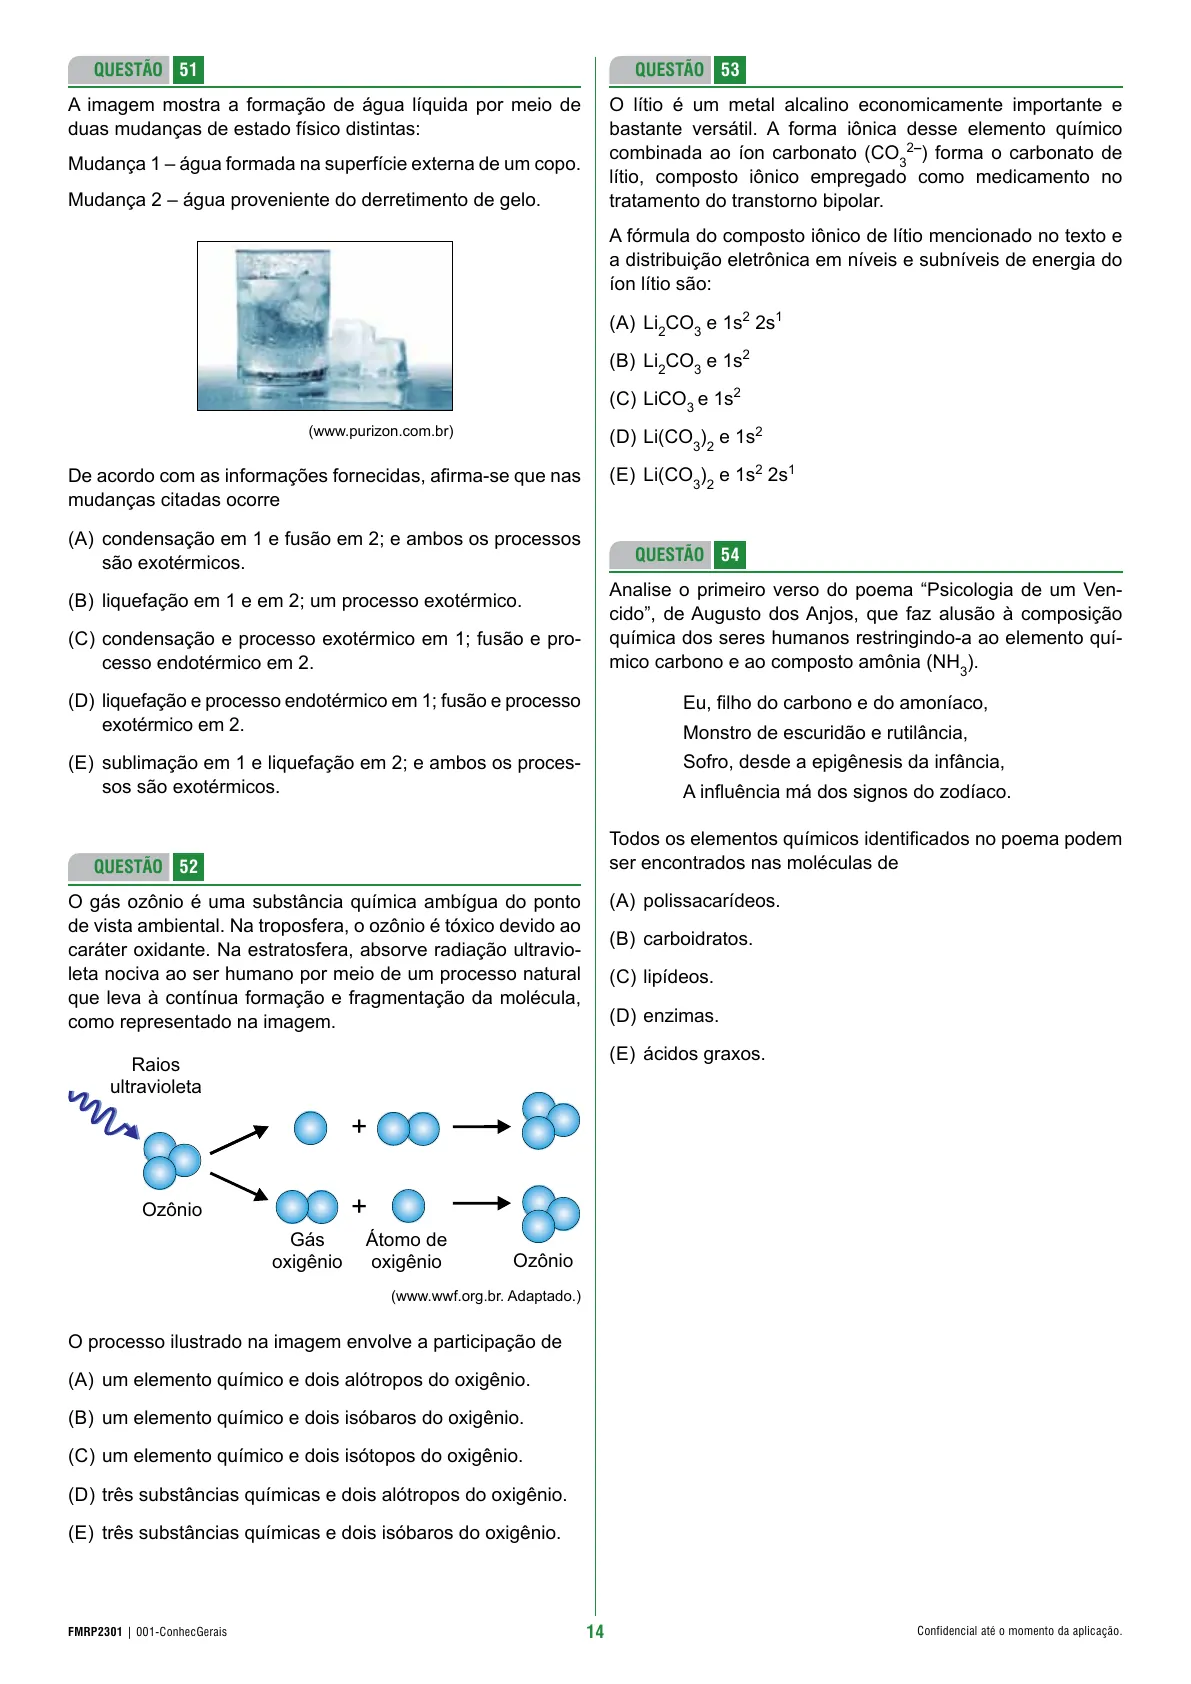 QUESTÃO 51
A imagem mostra a formação de água líquida por meio de
duas mudanças de estado físico distintas:
Mudança 1 – água formada na superfície externa de um copo.
Mudança 2 – água proveniente do derretimento de gelo.
(www.purizon.com.br)
De acordo com as informações fornecidas, afirma-se que nas
mudanças citadas ocorre
(A) condensação em 1 e fusão em 2; e ambos os processos
são exotérmicos.
(B) liquefação em 1 e em 2; um processo exotérmico.
(C) condensação e processo exotérmico em 1; fusão e pro-
cesso endotérmico em 2.
(D) liquefação e processo endotérmico em 1; fusão e processo
exotérmico em 2.
(E) sublimação em 1 e liquefação em 2; e ambos os proces-
sos são exotérmicos.
QUESTÃO 52
O gás ozônio é uma substância química ambígua do ponto
de vista ambiental. Na troposfera, o ozônio é tóxico devido ao
caráter oxidante. Na estratosfera, absorve radiação ultravio-
leta nociva ao ser humano por meio de um processo natural
que leva à contínua formação e fragmentação da molécula,
como representado na imagem.
Raios
ultravioleta
+
Ozônio
+
Gás
oxigênio
Átomo de
oxigênio
Ozônio
(www.wwf.org.br. Adaptado.)
O processo ilustrado na imagem envolve a participação de
(A) um elemento químico e dois alótropos do oxigênio.
(B) um elemento químico e dois isóbaros do oxigênio.
(C) um elemento químico e dois isótopos do oxigênio.
(D) três substâncias químicas e dois alótropos do oxigênio.
(E) três substâncias químicas e dois isóbaros do oxigênio.
QUESTÃO 53
O lítio é um metal alcalino economicamente importante e
bastante versátil. A forma iônica desse elemento químico
combinada ao íon carbonato (CO₃²⁻) forma o carbonato de
lítio, composto iônico empregado como medicamento no
tratamento do transtorno bipolar.
A fórmula do composto iônico de lítio mencionado no texto e
a distribuição eletrônica em níveis e subníveis de energia do
íon lítio são:
(A) Li₂CO₃ e 1s² 2s¹
(B) Li₂CO₃ e 1s²
(C) LiCO₃ e 1s²
(D) Li(CO₃)₂ e 1s²
(E) Li(CO₃)₂ e 1s² 2s¹
QUESTÃO 54
Analise o primeiro verso do poema “Psicologia de um Ven-
cido”, de Augusto dos Anjos, que faz alusão à composição
química dos seres humanos restringindo-a ao elemento quí-
mico carbono e ao composto amônia (NH₃).
Eu, filho do carbono e do amoníaco,
Monstro de escuridão e rutilância,
Sofro, desde a epigênesis da infância,
A influência má dos signos do zodíaco.
Todos os elementos químicos identificados no poema podem
ser encontrados nas moléculas de
(A) polissacarídeos.
(B) carboidratos.
(C) lipídeos.
(D) enzimas.
(E) ácidos graxos.
FMRP2301 | 001-ConhecGerais
14
Confidencial até o momento da aplicação.